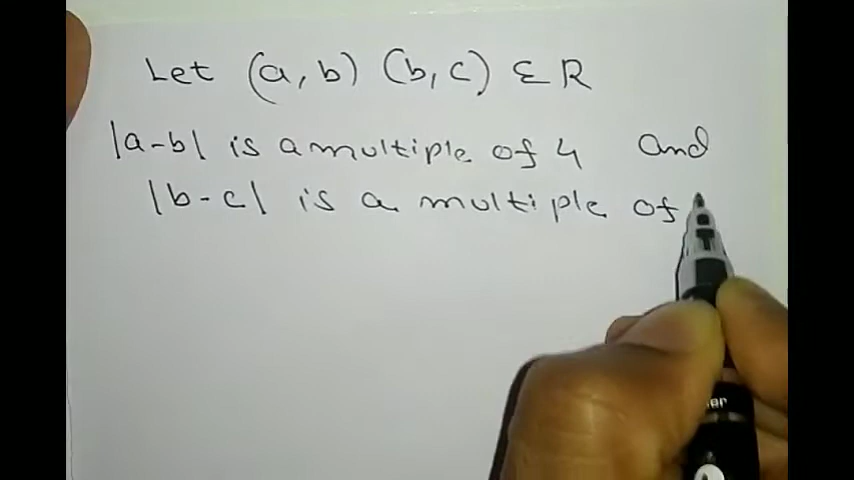 Let (a, b) (b, c) ∈ R
|a-b| is a multiple of 4 and
|b-c| is a multiple of